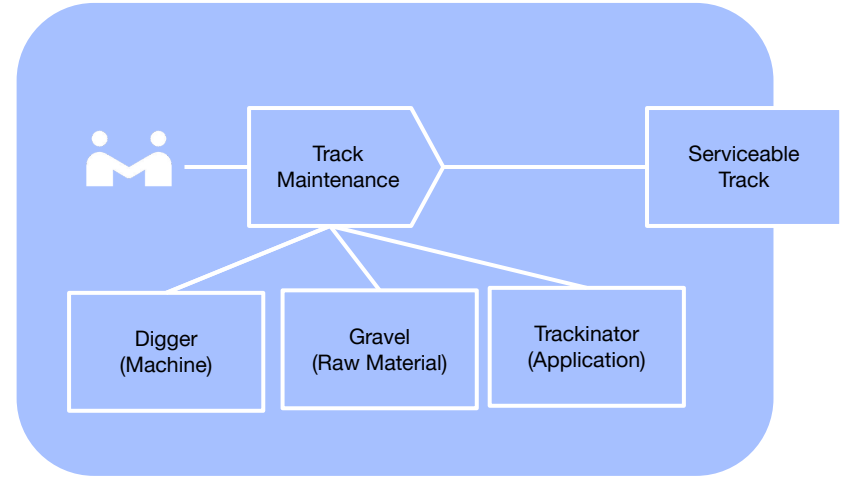 Track
Maintenance
Serviceable
Track
Digger
(Machine)
Gravel
(Raw Material)
Trackinator
(Application)